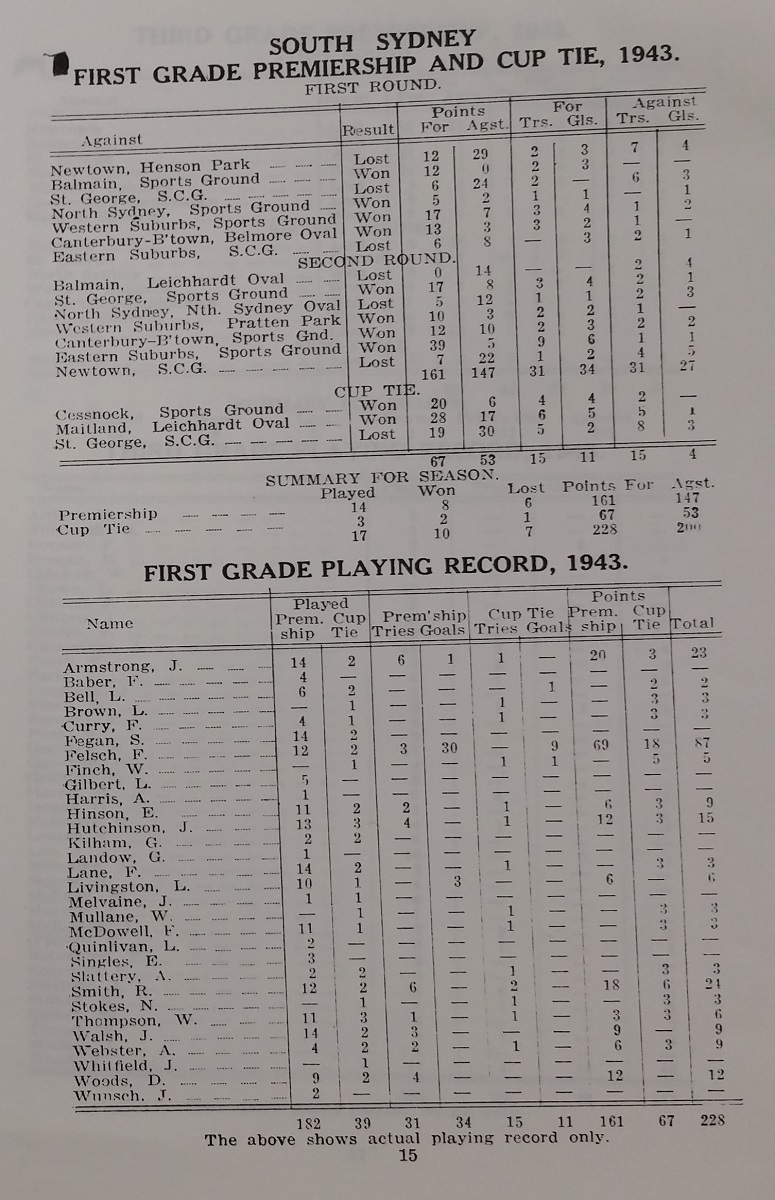 SOUTH SYDNEY
FIRST GRADE PREMIERSHIP AND CUP TIE, 1943.
FIRST ROUND.
Points For Against
Against Result For Agst. Trs. Gls. Trs. Gls.
Newtown, Henson Park Lost 12 29 2 3 7 4
Balmain, Sports Ground Won 12 0 2 3 — —
St. George, S.C.G. Lost 6 24 2 — 6 3
North Sydney, Sports Ground Won 5 2 1 1 — 1
Western Suburbs, Sports Ground Won 17 7 3 4 1 2
Canterbury-B'town, Belmore Oval Won 13 3 3 2 1 —
Eastern Suburbs, S.C.G. Lost 6 8 — 3 2 1
SECOND ROUND.
Balmain, Leichhardt Oval Lost 0 14 — — 2 4
St. George, Sports Ground Won 17 8 3 4 2 1
North Sydney, Nth. Sydney Oval Lost 5 12 1 1 2 3
Western Suburbs, Pratten Park Won 10 3 2 2 1 —
Canterbury-B'town, Sports Gnd. Won 12 10 2 3 2 2
Eastern Suburbs, Sports Ground Won 39 5 9 6 1 1
Newtown, S.C.G. Lost 7 22 1 2 4 5
161 147 31 34 31 27
CUP TIE.
Cessnock, Sports Ground Won 20 6 4 4 2 —
Maitland, Leichhardt Oval Won 28 17 6 5 5 1
St. George, S.C.G. Lost 19 30 5 2 8 3
67 53 15 11 15 4
SUMMARY FOR SEASON.
Played Won Lost Points For Agst.
Premiership 14 8 6 161 147
Cup Tie 3 2 1 67 53
17 10 7 228 200
FIRST GRADE PLAYING RECORD, 1943.
Played Points
Name Prem. Cup Prem'ship Cup Tie Prem. Cup
ship Tie Tries Goals Tries Goals ship Tie Total
Armstrong, J. 14 2 6 1 1 — 20 3 23
Baber, F. 4 — — — — — — — —
Bell, L. 6 2 — — — 1 — 2 2
Brown, L. — 1 — — 1 — — 3 3
Curry, F. 4 1 — — 1 — — 3 3
Fegan, S. 14 2 — — — — — — —
Felsch, F. 12 2 3 30 — 9 69 18 87
Finch, W. — 1 — — 1 1 — 5 5
Gilbert, L. 5 — — — — — — — —
Harris, A. 1 — — — — — — — —
Hinson, E. 11 2 2 — 1 — 6 3 9
Hutchinson, J. 13 3 4 — 1 — 12 3 15
Kilham, G. 2 2 — — — — — — —
Landow, G. 1 — — — — — — — —
Lane, F. 14 2 — — 1 — — 3 3
Livingston, L. 10 1 — 3 — — 6 — 6
Melvaine, J. 1 1 — — — — — — —
Mullane, W. — 1 — — 1 — — 3 3
McDowell, F. 11 1 — — 1 — — 3 3
Quinlivan, L. 2 — — — — — — — —
Singles, E. 3 — — — — — — — —
Slattery, A. 2 2 — — 1 — — 3 3
Smith, R. 12 2 6 — 2 — 18 6 24
Stokes, N. — 1 — — 1 — — 3 3
Thompson, W. 11 3 1 — 1 — 3 3 6
Walsh, J. 14 2 3 — — — 9 — 9
Webster, A. 4 2 2 — 1 — 6 3 9
Whitfield, J. — 1 — — — — — — —
Woods, D. 9 2 4 — — — 12 — 12
Wunsch, J. 2 — — — — — — — —
182 39 31 34 15 11 161 67 228
The above shows actual playing record only.
15